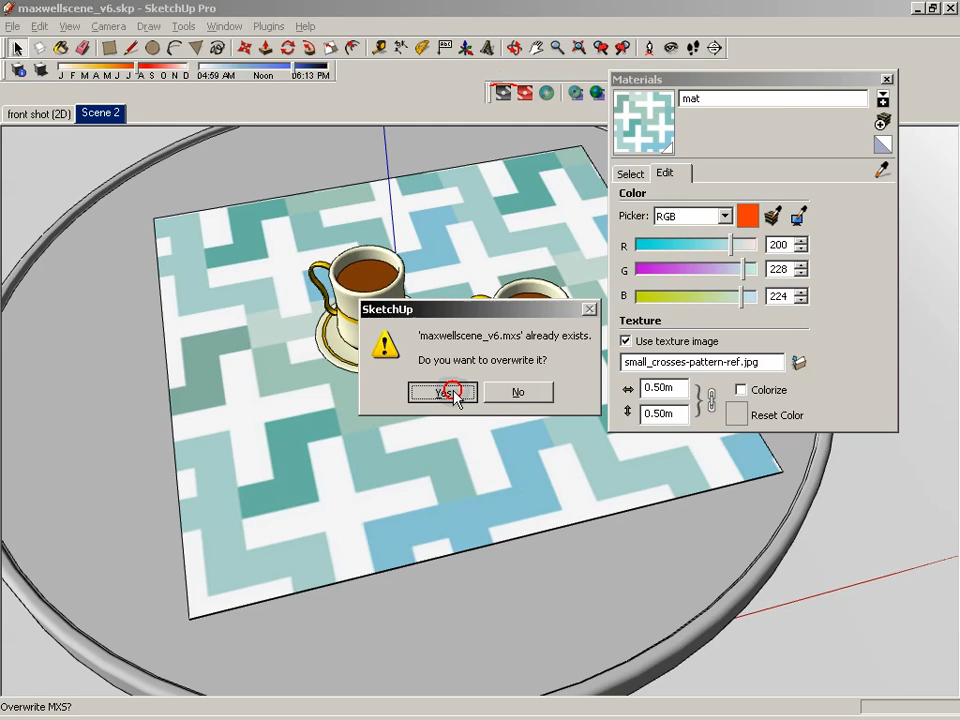 maxwellscene_v6.skp - SketchUp Pro
File Edit View Camera Draw Tools Window Plugins Help
J F M A M J J A S O N D
04:59 AM Noon 06:13 PM
front shot (2D) Scene 2
Materials
mat
Select Edit
Color
Picker: RGB
R 200
G 228
B 224
Texture
Use texture image
small_crosses-pattern-ref.jpg
0.50m
Colorize
0.50m
Reset Color
SketchUp
'maxwellscene_v6.mxs' already exists.
Do you want to overwrite it?
Yes No
Overwrite MXS?